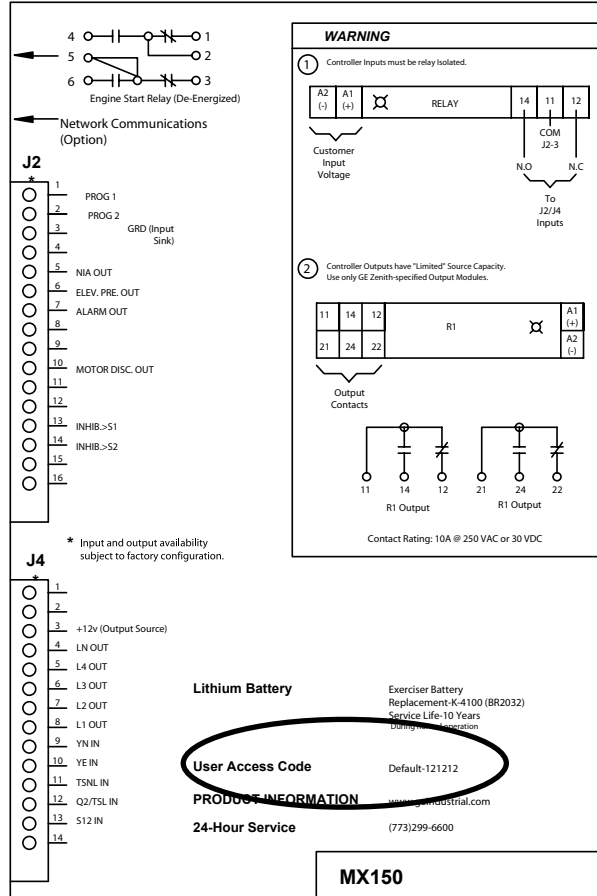 4 1
5 2
6 3
Engine Start Relay (De-Energized)
Network Communications
(Option)
J2
*
1 PROG 1
2 PROG 2
3 GRD (Input
Sink)
4
5 NIA OUT
6 ELEV. PRE. OUT
7 ALARM OUT
8
9
10 MOTOR DISC. OUT
11
12
13 INHIB.>S1
14 INHIB.>S2
15
16
* Input and output availability
subject to factory configuration.
J4
*
1
2
3 +12v (Output Source)
4 LN OUT
5 L4 OUT
6 L3 OUT
7 L2 OUT
8 L1 OUT
9 YN IN
10 YE IN
11 TSNL IN
12 Q2/TSL IN
13 S12 IN
14
WARNING
1 Controller Inputs must be relay Isolated.
A2 A1 RELAY 14 11 12
(-) (+)
COM
J2-3
Customer
Input
Voltage
N.O N.C
To
J2/J4
Inputs
2 Controller Outputs have "Limited" Source Capacity.
Use only GE Zenith-specified Output Modules.
11 14 12 R1 A1
(+)
21 24 22 A2
(-)
Output
Contacts
11 14 12 21 24 22
R1 Output R1 Output
Contact Rating: 10A @ 250 VAC or 30 VDC
Lithium Battery Exerciser Battery
Replacement-K-4100 (BR2032)
Service Life-10 Years
During normal operation
User Access Code Default-121212
PRODUCT INFORMATION www.geindustrial.com
24-Hour Service (773)299-6600
MX150